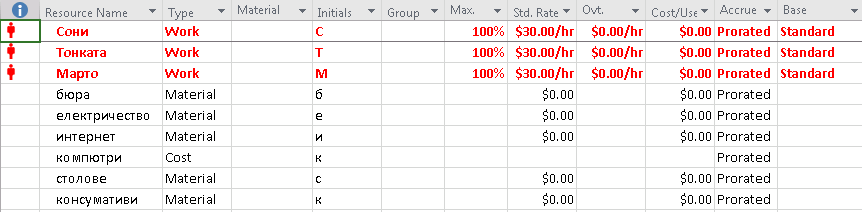 Resource Name Type Material Initials Group Max. Std. Rate Ovt. Cost/Use Accrue Base
Сони Work С 100% $30.00/hr $0.00/hr $0.00 Prorated Standard
Тонката Work Т 100% $30.00/hr $0.00/hr $0.00 Prorated Standard
Марто Work М 100% $30.00/hr $0.00/hr $0.00 Prorated Standard
бюра Material б $0.00 $0.00 Prorated
електричество Material е $0.00 $0.00 Prorated
интернет Material и $0.00 $0.00 Prorated
компютри Cost к Prorated
столове Material с $0.00 $0.00 Prorated
консумативи Material к $0.00 $0.00 Prorated